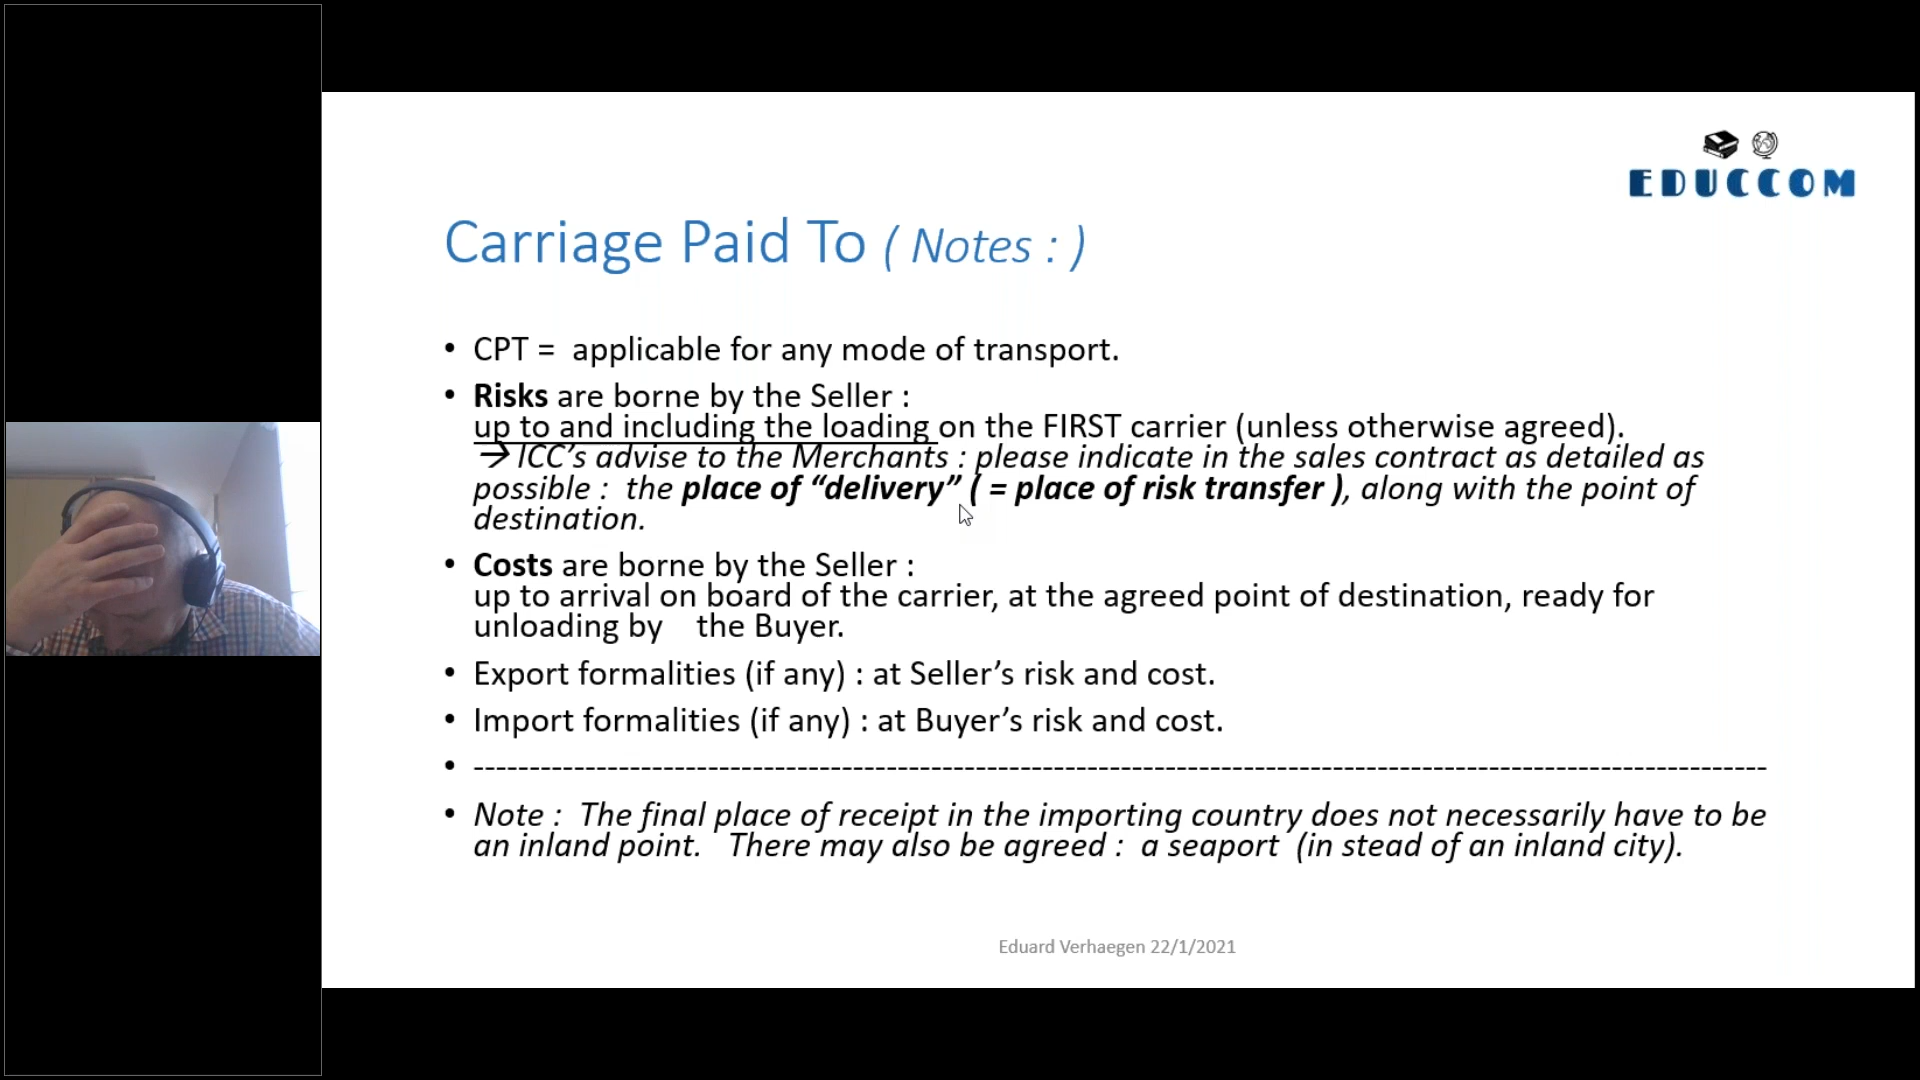 EDUCCOM
Carriage Paid To ( Notes : )
• CPT =  applicable for any mode of transport.
• Risks are borne by the Seller :
up to and including the loading on the FIRST carrier (unless otherwise agreed).
→ ICC’s advise to the Merchants : please indicate in the sales contract as detailed as
possible :  the place of “delivery” ( = place of risk transfer ), along with the point of
destination.
• Costs are borne by the Seller :
up to arrival on board of the carrier, at the agreed point of destination, ready for
unloading by    the Buyer.
• Export formalities (if any) : at Seller’s risk and cost.
• Import formalities (if any) : at Buyer’s risk and cost.
• ---------------------------------------------------------------------------------------------------------------------
• Note :  The final place of receipt in the importing country does not necessarily have to be
an inland point.   There may also be agreed :  a seaport  (in stead of an inland city).
Eduard Verhaegen 22/1/2021